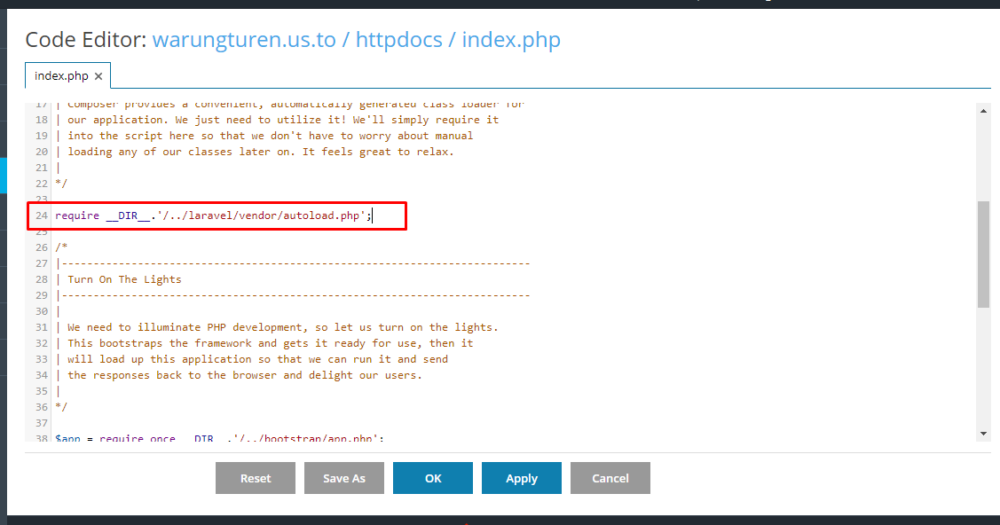 Code Editor: warungturen.us.to / httpdocs / index.php
index.php ×
17 | Composer provides a convenient, automatically generated class loader for
18 | our application. We just need to utilize it! We'll simply require it
19 | into the script here so that we don't have to worry about manual
20 | loading any of our classes later on. It feels great to relax.
21 |
22 */
23
24 require __DIR__.'/../laravel/vendor/autoload.php';
25
26 /*
27 |--------------------------------------------------------------------------
28 | Turn On The Lights
29 |--------------------------------------------------------------------------
30 |
31 | We need to illuminate PHP development, so let us turn on the lights.
32 | This bootstraps the framework and gets it ready for use, then it
33 | will load up this application so that we can run it and send
34 | the responses back to the browser and delight our users.
35 |
36 */
37
38 $app = require_once __DIR__.'/../bootstrap/app.php';
Reset Save As OK Apply Cancel